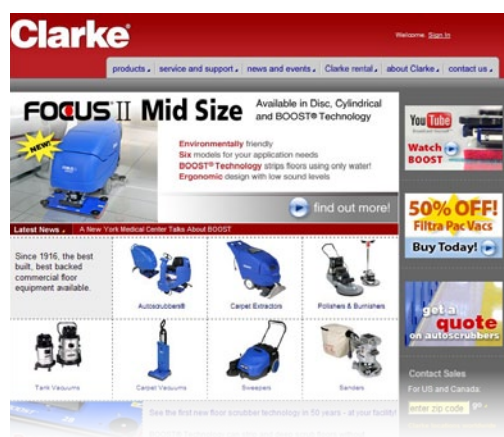 Clarke®
Welcome: Sign In
products
service and support
news and events
Clarke rental
about Clarke
contact us
FOCUS II Mid Size
Available in Disc, Cylindrical
and BOOST® Technology
NEW!
Environmentally friendly
Six models for your application needs
BOOST® Technology strips floors using only water!
Ergonomic design with low sound levels
find out more!
You Tube
Watch
BOOST
50% OFF!
Filtra Pac Vacs
Buy Today!
Latest News
A New York Medical Center Talks About BOOST
Since 1916, the best
built, best backed
commercial floor
equipment available.
Autoscrubbers®
Carpet Extractors
Polishers & Burnishers
get a
quote
on autoscrubbers
Tank Vacuums
Carpet Vacuums
Sweepers
Sanders
Contact Sales
For US and Canada:
enter zip code
go
See the first new floor scrubber technology in 50 years - at your facility!